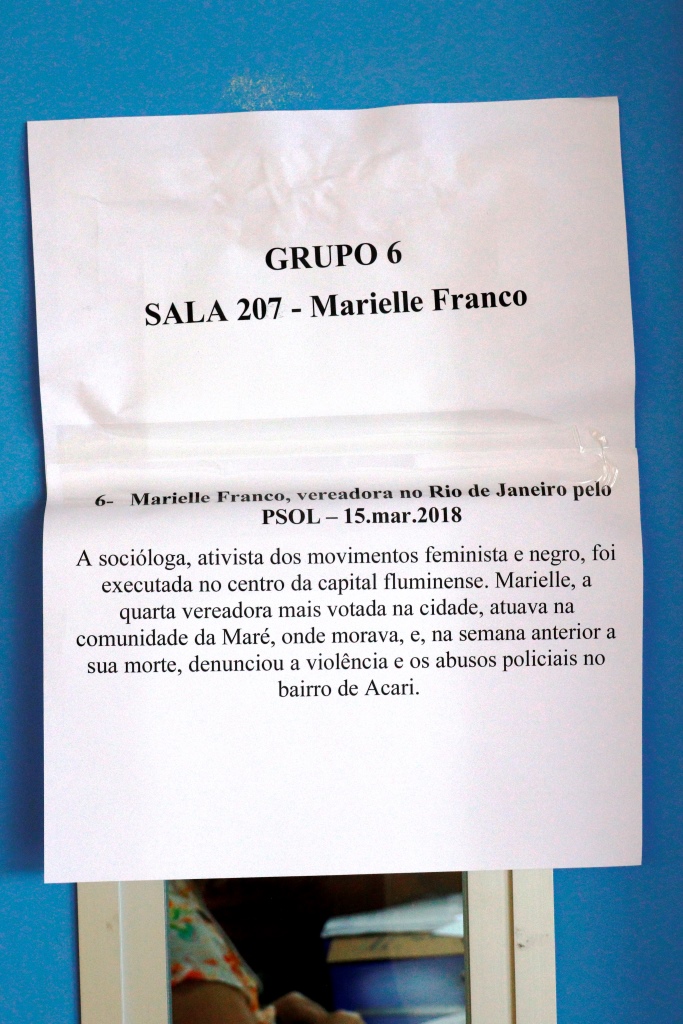 GRUPO 6
SALA 207 - Marielle Franco
6- Marielle Franco, vereadora no Rio de Janeiro pelo
PSOL – 15.mar.2018
A socióloga, ativista dos movimentos feminista e negro, foi
executada no centro da capital fluminense. Marielle, a
quarta vereadora mais votada na cidade, atuava na
comunidade da Maré, onde morava, e, na semana anterior a
sua morte, denunciou a violência e os abusos policiais no
bairro de Acari.